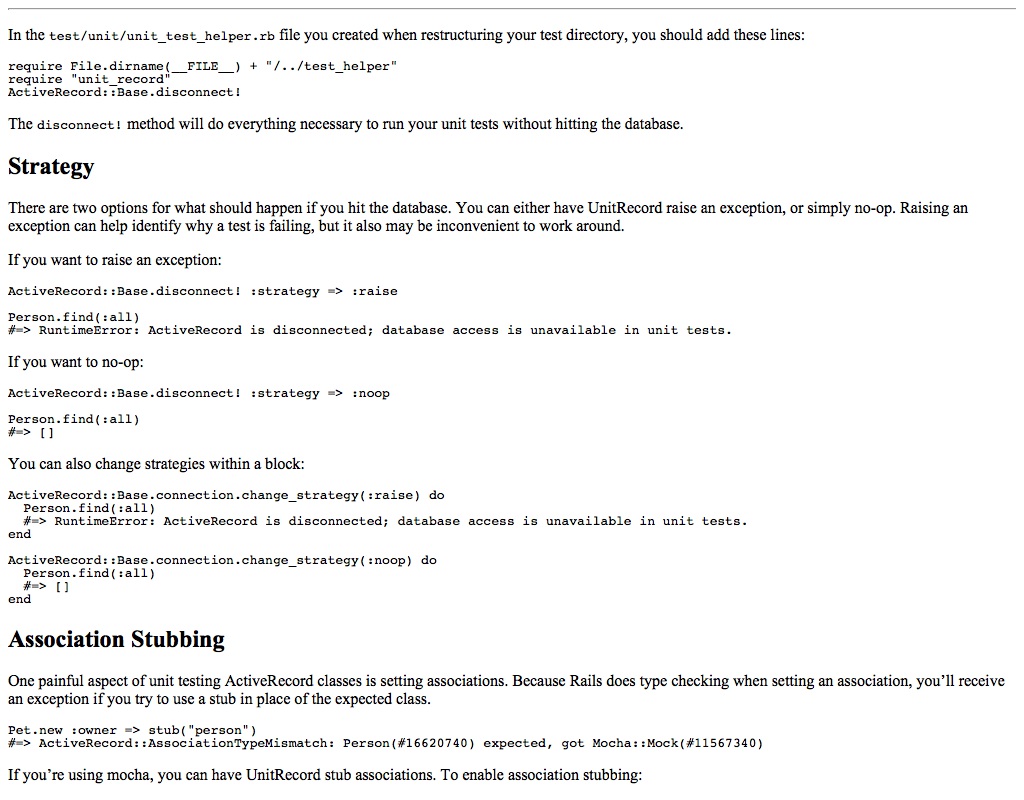 In the test/unit/unit_test_helper.rb file you created when restructuring your test directory, you should add these lines:
require File.dirname(__FILE__) + "/../test_helper"
require "unit_record"
ActiveRecord::Base.disconnect!
The disconnect! method will do everything necessary to run your unit tests without hitting the database.
Strategy
There are two options for what should happen if you hit the database. You can either have UnitRecord raise an exception, or simply no-op. Raising an
exception can help identify why a test is failing, but it also may be inconvenient to work around.
If you want to raise an exception:
ActiveRecord::Base.disconnect! :strategy => :raise
Person.find(:all)
#=> RuntimeError: ActiveRecord is disconnected; database access is unavailable in unit tests.
If you want to no-op:
ActiveRecord::Base.disconnect! :strategy => :noop
Person.find(:all)
#=> []
You can also change strategies within a block:
ActiveRecord::Base.connection.change_strategy(:raise) do
  Person.find(:all)
  #=> RuntimeError: ActiveRecord is disconnected; database access is unavailable in unit tests.
end
ActiveRecord::Base.connection.change_strategy(:noop) do
  Person.find(:all)
  #=> []
end
Association Stubbing
One painful aspect of unit testing ActiveRecord classes is setting associations. Because Rails does type checking when setting an association, you’ll receive
an exception if you try to use a stub in place of the expected class.
Pet.new :owner => stub("person")
#=> ActiveRecord::AssociationTypeMismatch: Person(#16620740) expected, got Mocha::Mock(#11567340)
If you’re using mocha, you can have UnitRecord stub associations. To enable association stubbing: